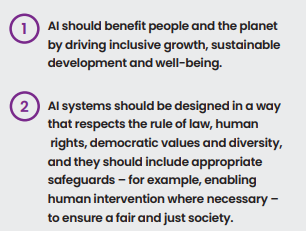 1
AI should benefit people and the planet
by driving inclusive growth, sustainable
development and well-being.
2
AI systems should be designed in a way
that respects the rule of law, human
rights, democratic values and diversity,
and they should include appropriate
safeguards – for example, enabling
human intervention where necessary –
to ensure a fair and just society.